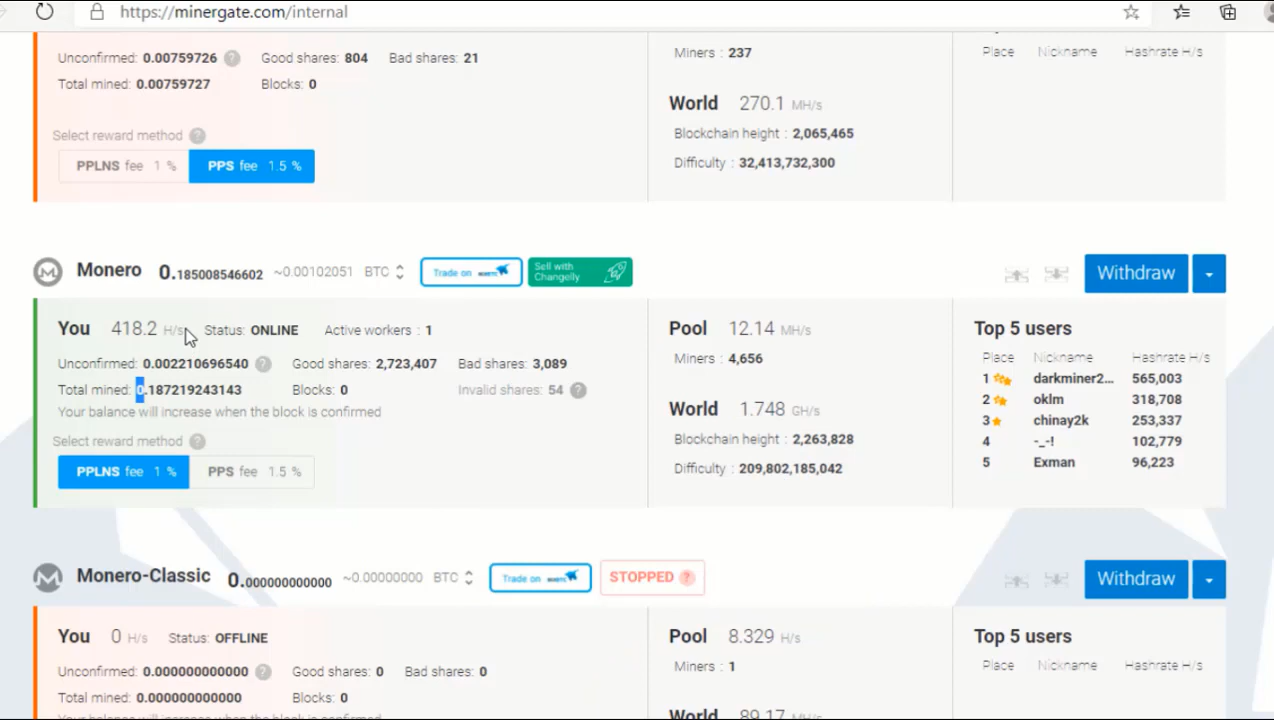 https://minergate.com/internal
Unconfirmed: 0.00759726 ? Good shares: 804 Bad shares: 21
Total mined: 0.00759727 Blocks: 0
Select reward method ?
PPLNS fee 1 % PPS fee 1.5 %
Miners : 237
World 270.1 MH/s
Blockchain height : 2,065,465
Difficulty : 32,413,732,300
Place Nickname Hashrate H/s
Monero 0.185008546602 ~0.00102051 BTC
Trade on
Sell with
Changelly
Withdraw
You 418.2 H/s Status: ONLINE Active workers : 1
Unconfirmed: 0.002210696540 ? Good shares: 2,723,407 Bad shares: 3,089
Total mined: 0.187219243143 Blocks: 0 Invalid shares: 54 ?
Your balance will increase when the block is confirmed
Select reward method ?
PPLNS fee 1 % PPS fee 1.5 %
Pool 12.14 MH/s
Miners : 4,656
World 1.748 GH/s
Blockchain height : 2,263,828
Difficulty : 209,802,185,042
Top 5 users
Place Nickname Hashrate H/s
1 darkminer2... 565,003
2 oklm 318,708
3 chinay2k 253,337
4 -_-! 102,779
5 Exman 96,223
Monero-Classic 0.000000000000 ~0.00000000 BTC
Trade on
STOPPED ?
Withdraw
You 0 H/s Status: OFFLINE
Unconfirmed: 0.000000000000 ? Good shares: 0 Bad shares: 0
Total mined: 0.000000000000 Blocks: 0
Pool 8.329 H/s
Miners : 1
World 89.17 MH/s
Top 5 users
Place Nickname Hashrate H/s